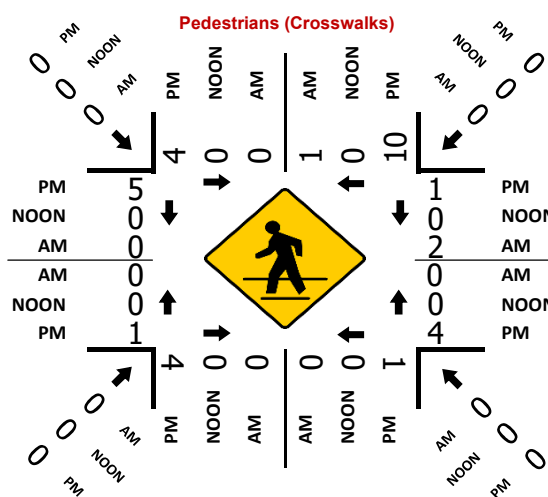 Pedestrians (Crosswalks)
0 PM
0 NOON
0 AM
PM NOON AM AM NOON PM
PM 0
NOON 0
AM 0
4 0 0 1 0 10
PM 5 1 PM
NOON 0 0 NOON
AM 0 2 AM
AM 0 0 AM
NOON 0 0 NOON
PM 1 4 PM
4 0 0 0 0 1
PM NOON AM AM NOON PM
0 AM
0 NOON
0 PM
AM 0
NOON 0
PM 0